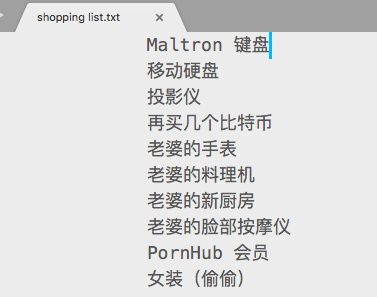 shopping list.txt
Maltron 键盘
移动硬盘
投影仪
再买几个比特币
老婆的手表
老婆的料理机
老婆的新厨房
老婆的脸部按摩仪
PornHub 会员
女装（偷偷）